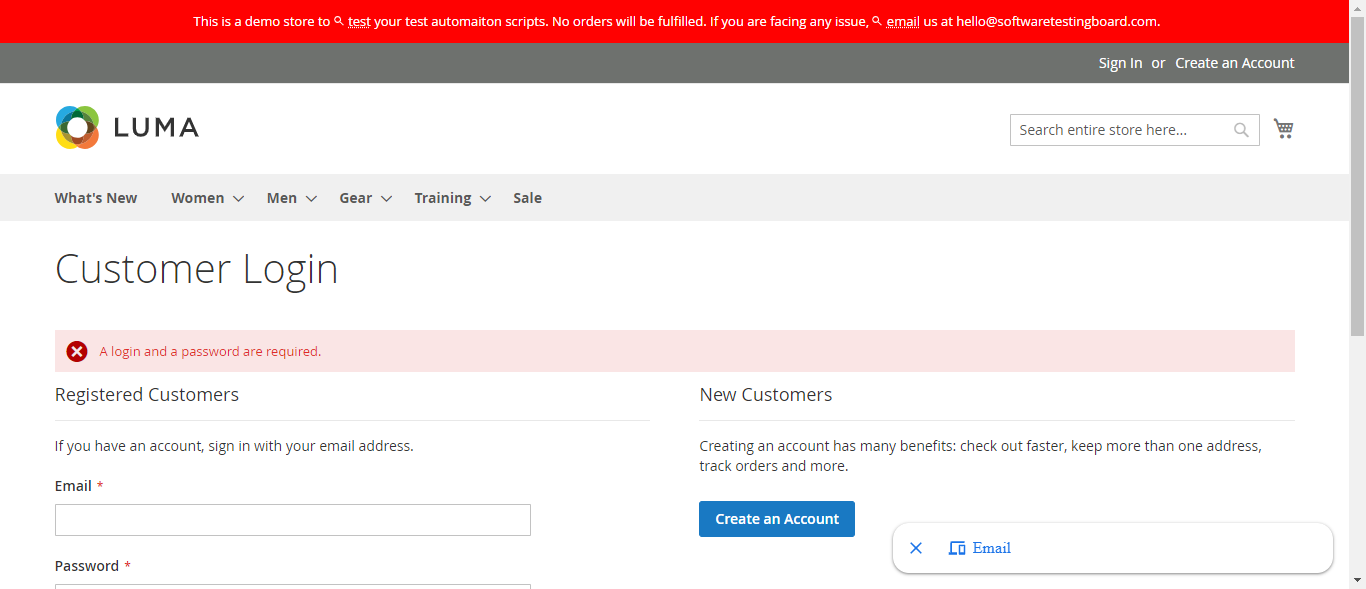 This is a demo store to test your test automaiton scripts. No orders will be fulfilled. If you are facing any issue, email us at hello@softwaretestingboard.com.
Sign In or Create an Account
LUMA
Search entire store here...
What's New Women Men Gear Training Sale
Customer Login
A login and a password are required.
Registered Customers
If you have an account, sign in with your email address.
Email *
Password *
New Customers
Creating an account has many benefits: check out faster, keep more than one address,
track orders and more.
Create an Account
Email